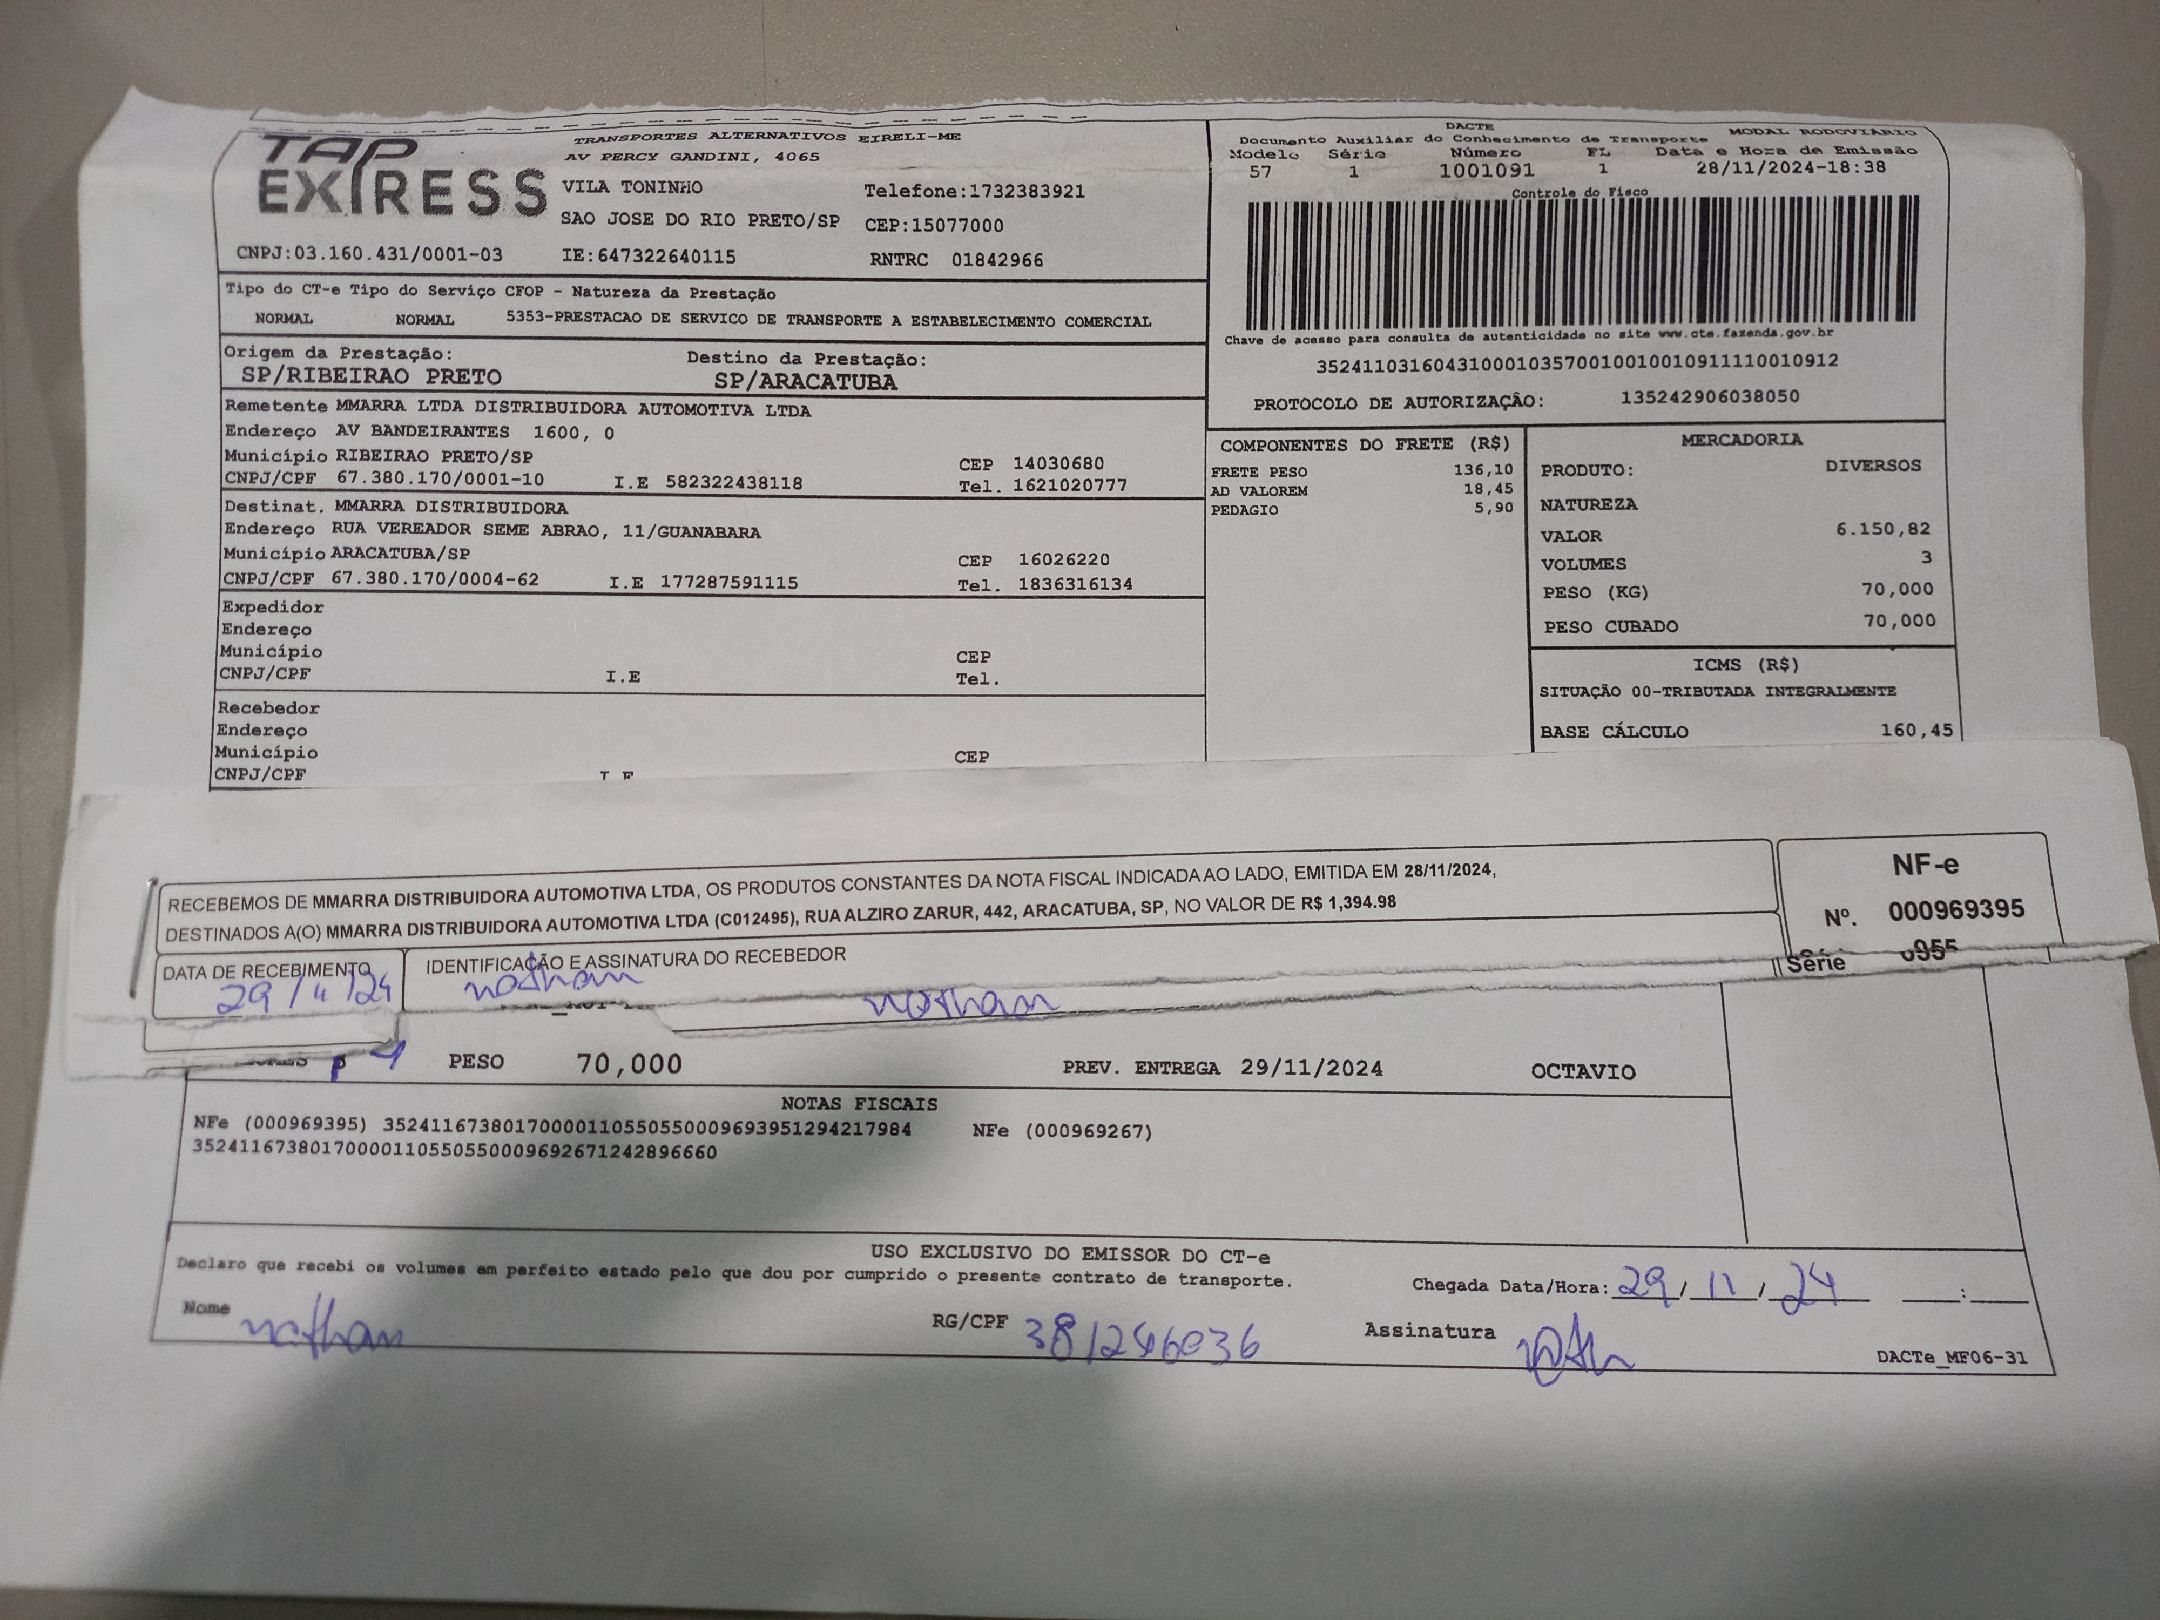 TAP EXPRESS
TRANSPORTES ALTERNATIVOS EIRELI-ME
AV PERCY GANDINI, 4065
VILA TONINHO Telefone:1732383921
SAO JOSE DO RIO PRETO/SP CEP:15077000
CNPJ:03.160.431/0001-03 IE:647322640115 RNTRC 01842966
DACTE MODAL RODOVIÁRIO
Documento Auxiliar do Conhecimento de Transporte
Modelo Série Número FL Data e Hora de Emissão
57 1 1001091 1 28/11/2024-18:38
Controle do Fisco
Chave de acesso para consulta de autenticidade no site www.cte.fazenda.gov.br
35241103160431000103570010010010911110010912
PROTOCOLO DE AUTORIZAÇÃO: 135242906038050
Tipo do CT-e Tipo do Serviço CFOP - Natureza da Prestação
NORMAL NORMAL 5353-PRESTACAO DE SERVICO DE TRANSPORTE A ESTABELECIMENTO COMERCIAL
Origem da Prestação: Destino da Prestação:
SP/RIBEIRAO PRETO SP/ARACATUBA
Remetente MMARRA LTDA DISTRIBUIDORA AUTOMOTIVA LTDA
Endereço AV BANDEIRANTES 1600, 0
Município RIBEIRAO PRETO/SP CEP 14030680
CNPJ/CPF 67.380.170/0001-10 I.E 582322438118 Tel. 1621020777
Destinat. MMARRA DISTRIBUIDORA
Endereço RUA VEREADOR SEME ABRAO, 11/GUANABARA
Município ARACATUBA/SP CEP 16026220
CNPJ/CPF 67.380.170/0004-62 I.E 177287591115 Tel. 1836316134
Expedidor
Endereço
Município CEP
CNPJ/CPF I.E Tel.
Recebedor
Endereço
Município CEP
CNPJ/CPF I.E
COMPONENTES DO FRETE (R$)
FRETE PESO 136,10
AD VALOREM 18,45
PEDAGIO 5,90
MERCADORIA
PRODUTO: DIVERSOS
NATUREZA
VALOR 6.150,82
VOLUMES 3
PESO (KG) 70,000
PESO CUBADO 70,000
ICMS (R$)
SITUAÇÃO 00-TRIBUTADA INTEGRALMENTE
BASE CÁLCULO 160,45
RECEBEMOS DE MMARRA DISTRIBUIDORA AUTOMOTIVA LTDA, OS PRODUTOS CONSTANTES DA NOTA FISCAL INDICADA AO LADO, EMITIDA EM 28/11/2024,
DESTINADOS A(O) MMARRA DISTRIBUIDORA AUTOMOTIVA LTDA (C012495), RUA ALZIRO ZARUR, 442, ARACATUBA, SP, NO VALOR DE R$ 1,394.98
NF-e
Nº. 000969395
Série 055
DATA DE RECEBIMENTO IDENTIFICAÇÃO E ASSINATURA DO RECEBEDOR
29/11/24 nathan
nathan
PESO 70,000 PREV. ENTREGA 29/11/2024 OCTAVIO
NOTAS FISCAIS
NFe (000969395) 35241167380170000110550550009693951294217984 NFe (000969267)
35241167380170000110550550009692671242896660
USO EXCLUSIVO DO EMISSOR DO CT-e
Declaro que recebi os volumes em perfeito estado pelo que dou por cumprido o presente contrato de transporte.
Chegada Data/Hora: 29/11/24 ____:____
Nome nathan RG/CPF 381246036 Assinatura
DACTe_MF06-31